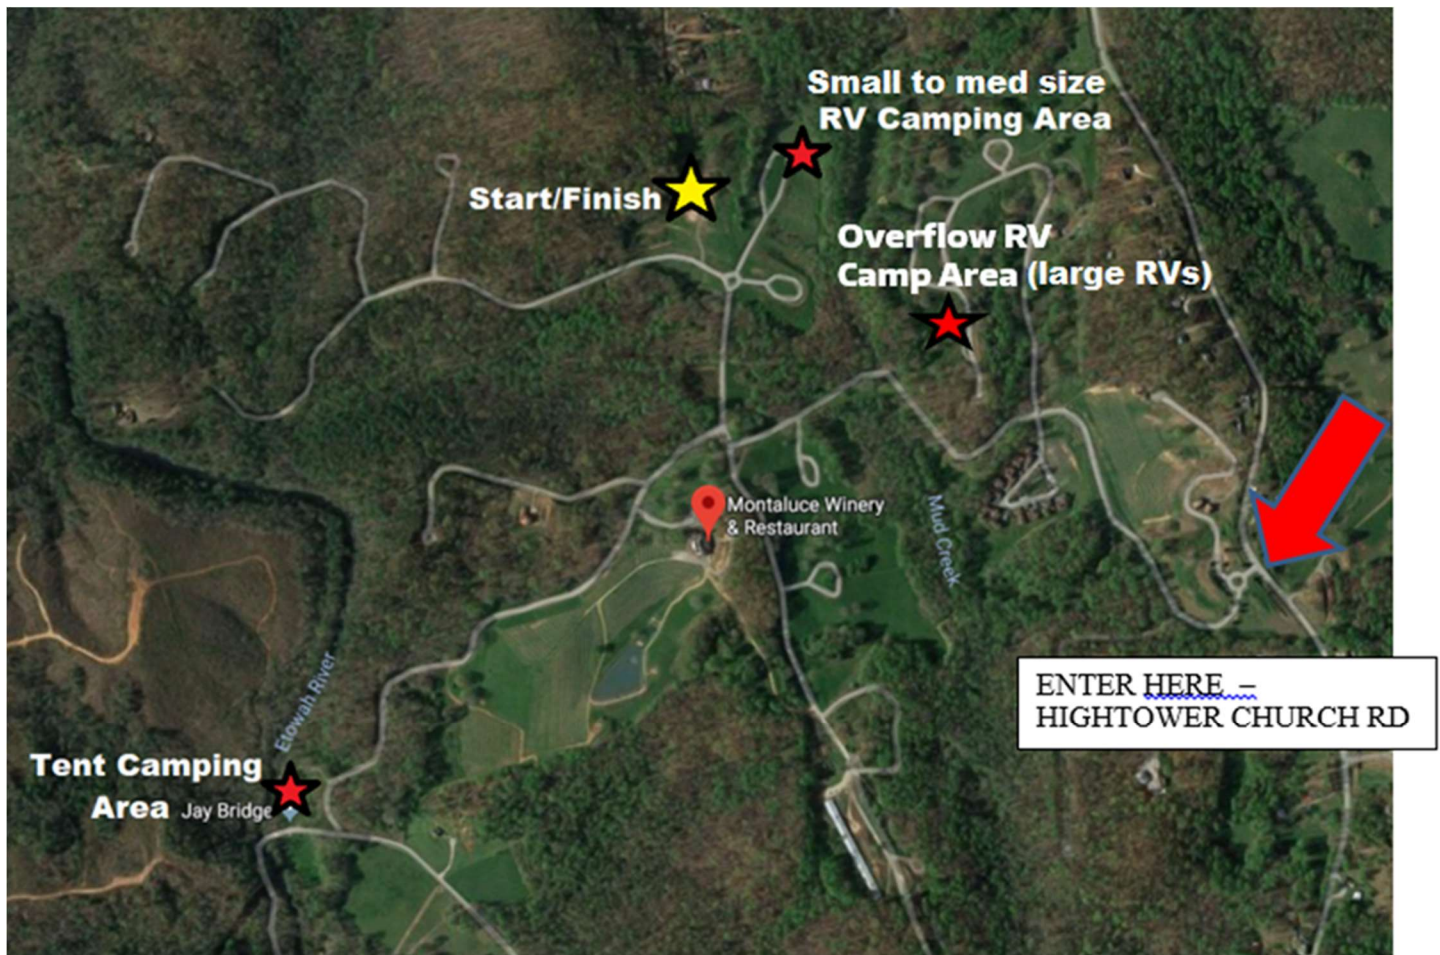 Small to med size
RV Camping Area
Start/Finish
Overflow RV
Camp Area (large RVs)
Montaluce Winery
& Restaurant
Mud Creek
ENTER HERE –
HIGHTOWER CHURCH RD
Etowah River
Tent Camping
Area
Jay Bridge